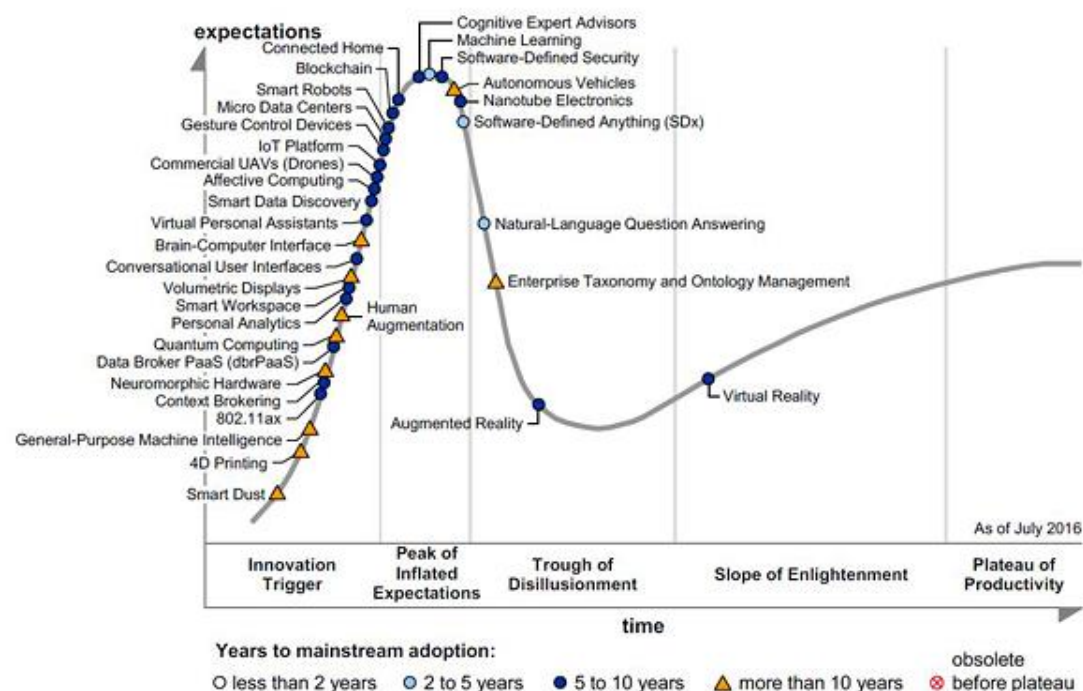 expectations
Cognitive Expert Advisors
Machine Learning
Software-Defined Security
Autonomous Vehicles
Nanotube Electronics
Software-Defined Anything (SDx)
Connected Home
Blockchain
Smart Robots
Micro Data Centers
Gesture Control Devices
IoT Platform
Commercial UAVs (Drones)
Affective Computing
Smart Data Discovery
Virtual Personal Assistants
Brain-Computer Interface
Conversational User Interfaces
Volumetric Displays
Smart Workspace
Personal Analytics
Quantum Computing
Data Broker PaaS (dbrPaaS)
Neuromorphic Hardware
Context Brokering
802.11ax
General-Purpose Machine Intelligence
4D Printing
Smart Dust
Human
Augmentation
Natural-Language Question Answering
Enterprise Taxonomy and Ontology Management
Augmented Reality
Virtual Reality
As of July 2016
Innovation
Trigger
Peak of
Inflated
Expectations
Trough of
Disillusionment
Slope of Enlightenment
Plateau of
Productivity
time
Years to mainstream adoption:
less than 2 years
2 to 5 years
5 to 10 years
more than 10 years
obsolete
before plateau